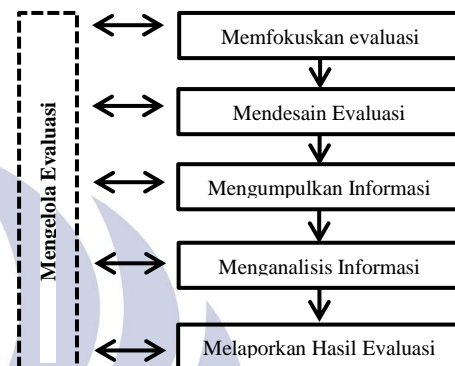 Mengelola Evaluasi
Memfokuskan evaluasi
Mendesain Evaluasi
Mengumpulkan Informasi
Menganalisis Informasi
Melaporkan Hasil Evaluasi